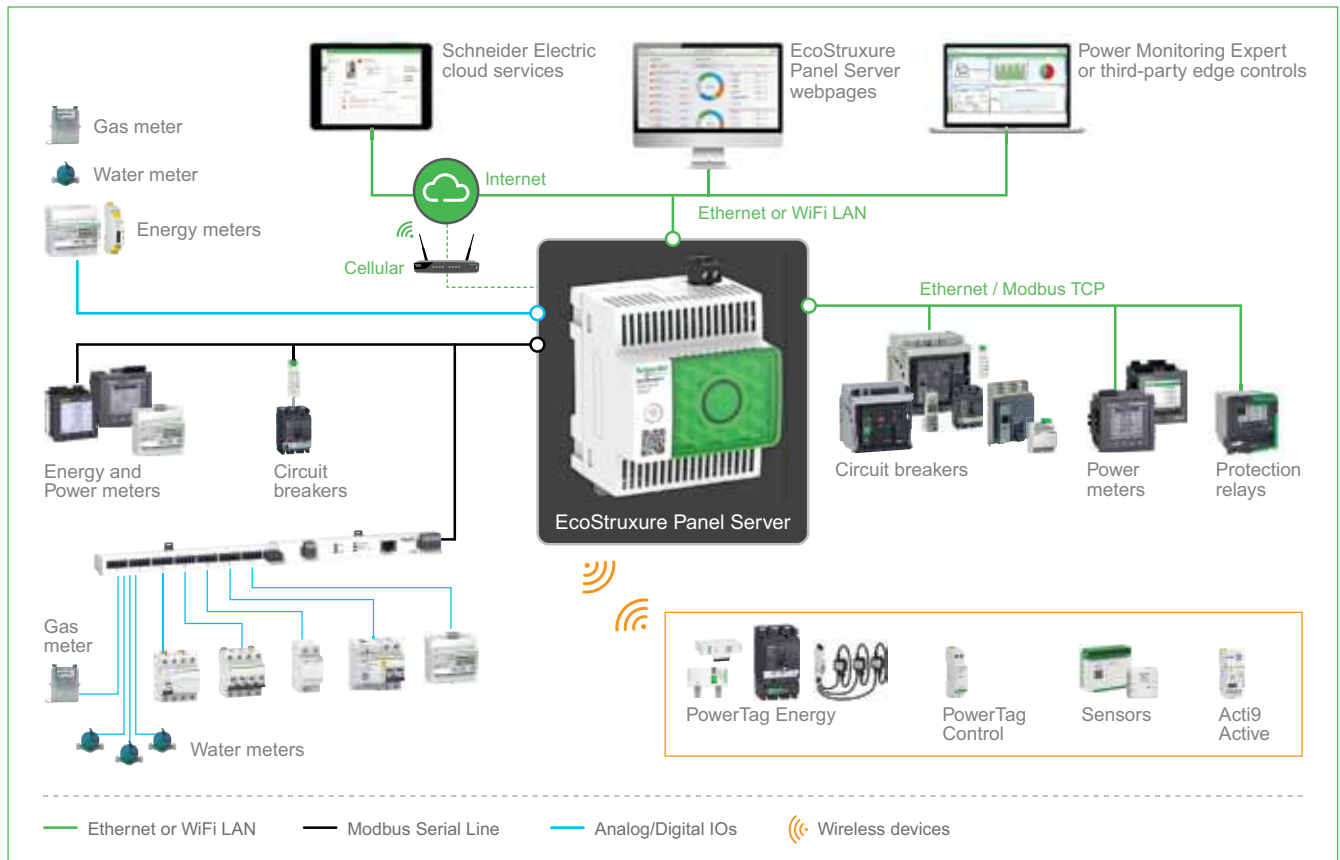 Schneider Electric
cloud services
EcoStruxure
Panel Server
webpages
Power Monitoring Expert
or third-party edge controls
Gas meter
Water meter
Energy meters
Internet
Ethernet or WiFi LAN
Cellular
Ethernet / Modbus TCP
Energy and
Power meters
Circuit
breakers
EcoStruxure Panel Server
Circuit breakers
Power
meters
Protection
relays
Gas
meter
Water meters
PowerTag Energy
PowerTag
Control
Sensors
Acti9
Active
Ethernet or WiFi LAN
Modbus Serial Line
Analog/Digital IOs
Wireless devices